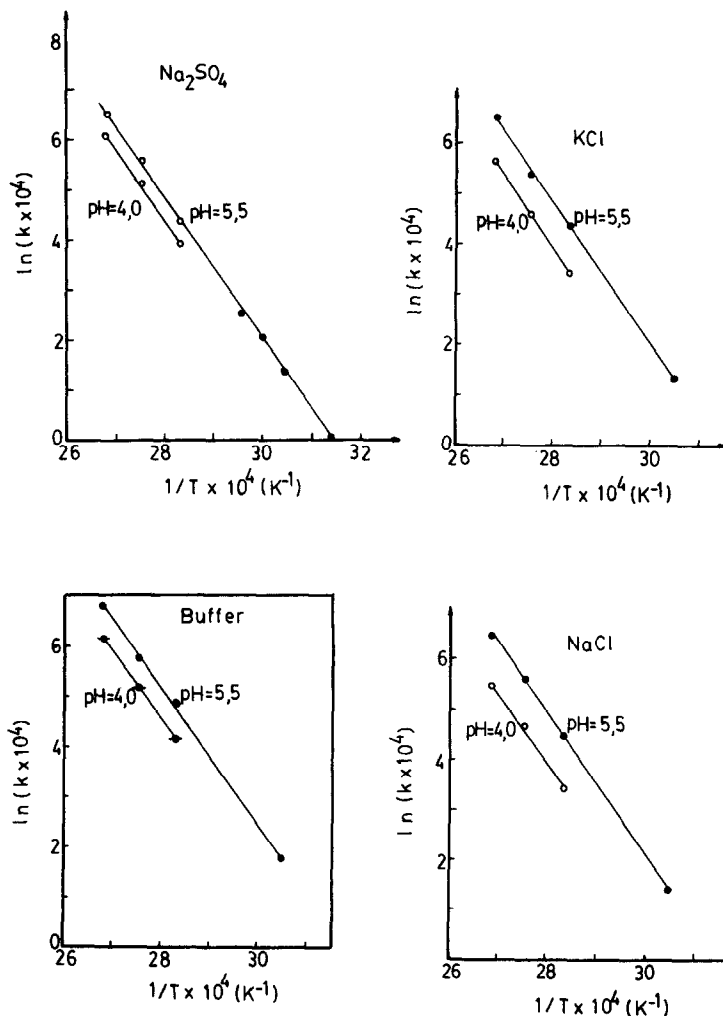 Na2SO4
8
6
4
2
0
ln(k×10^4)
pH=4,0
pH=5,5
26 28 30 32
1/T×10^4 (K^-1)
KCl
6
4
2
0
ln(k×10^4)
pH=4,0
pH=5,5
26 28 30
1/T×10^4 (K^-1)
Buffer
6
4
2
0
ln(k×10^4)
pH=4,0
pH=5,5
26 28 30
1/T×10^4 (K^-1)
NaCl
6
4
2
0
ln(k×10^4)
pH=4,0
pH=5,5
26 28 30
1/T×10^4 (K^-1)